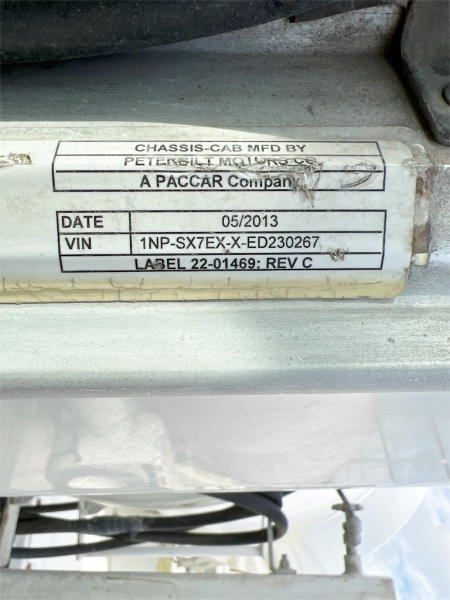 CHASSIS-CAB MFD BY
PETERBILT MOTORS CO
A PACCAR Company
DATE 05/2013
VIN 1NP-SX7EX-X-ED230267
LABEL 22-01469: REV C